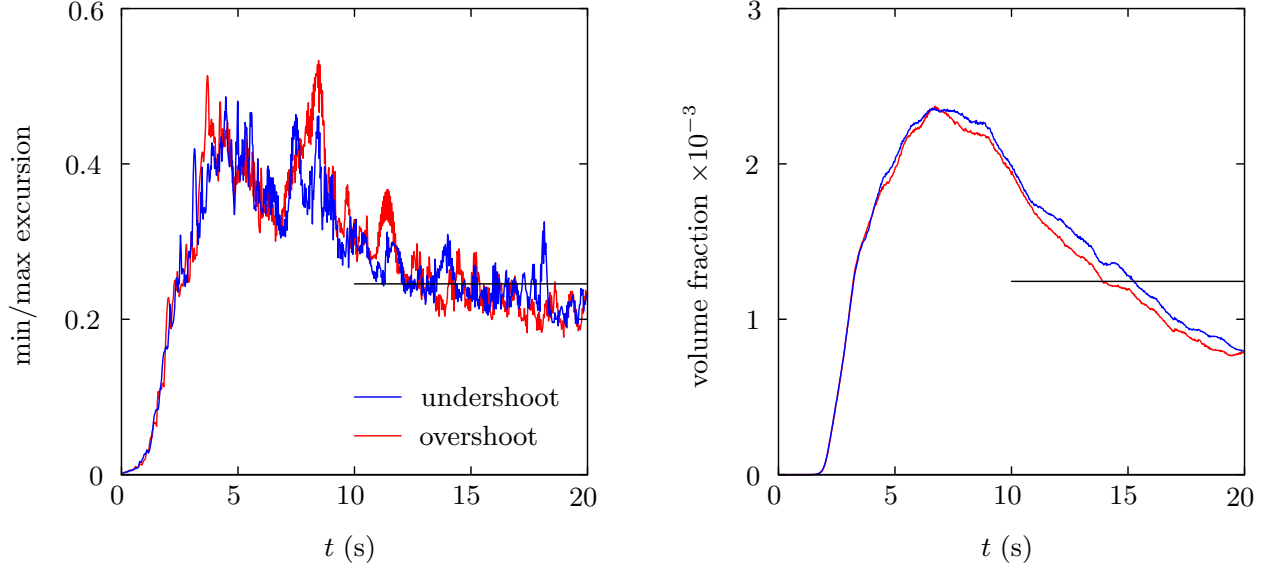 0.6
0.4
0.2
0
min/max excursion
undershoot
overshoot
0 5 10 15 20
t (s)
3
2
1
0
volume fraction ×10⁻³
0 5 10 15 20
t (s)